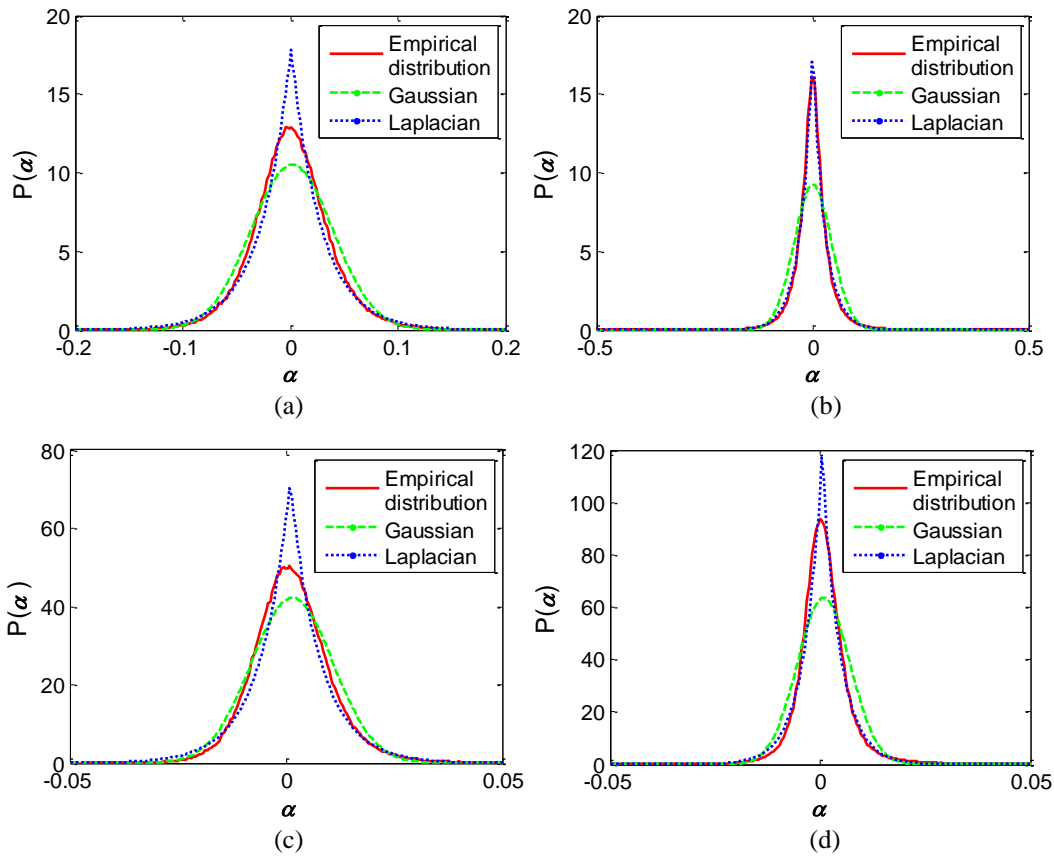 20
15
10
5
0
P(α)
-0.2
-0.1
0
0.1
0.2
α
Empirical
distribution
Gaussian
Laplacian
(a)
20
15
10
5
0
P(α)
-0.5
0
0.5
α
Empirical
distribution
Gaussian
Laplacian
(b)
80
60
40
20
0
P(α)
-0.05
0
0.05
α
Empirical
distribution
Gaussian
Laplacian
(c)
120
100
80
60
40
20
0
P(α)
-0.05
0
0.05
α
Empirical
distribution
Gaussian
Laplacian
(d)